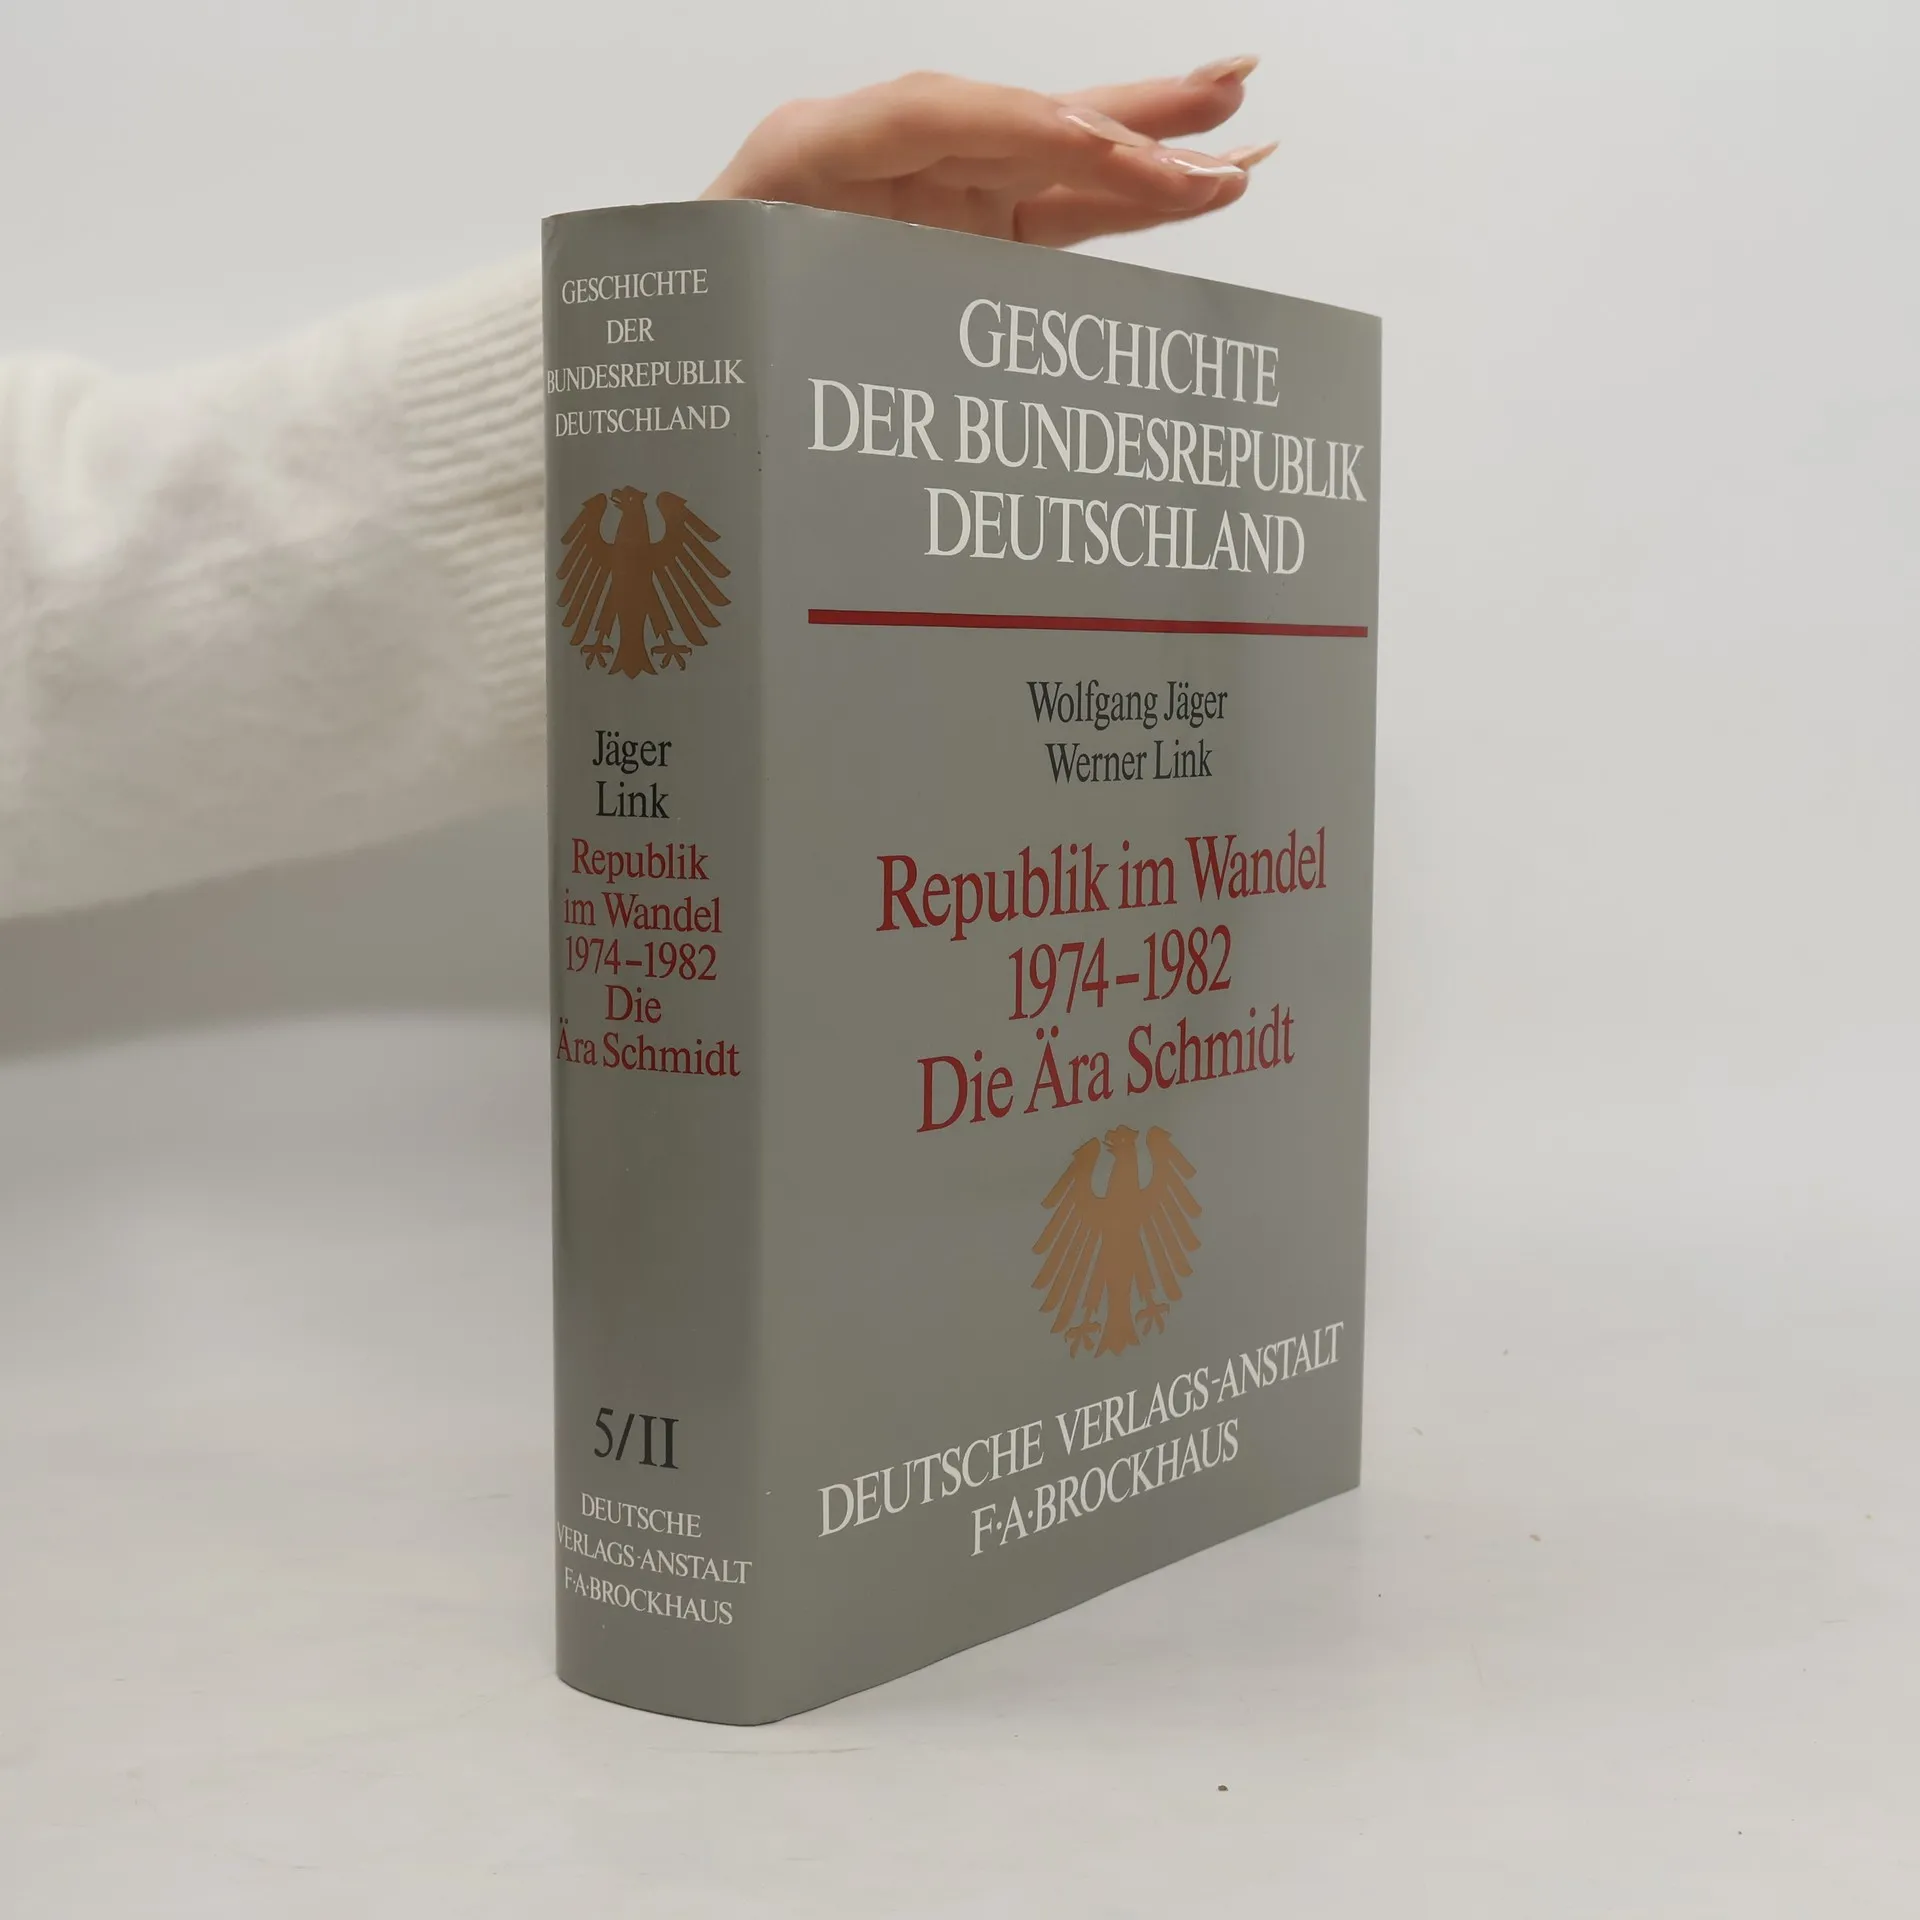 GESCHICHTE
DER
BUNDESREPUBLIK
DEUTSCHLAND
Jäger
Link
Republik
im Wandel
1974–1982
Die
Ära Schmidt
5/II
DEUTSCHE
VERLAGS-ANSTALT
F·A·BROCKHAUS
GESCHICHTE
DER BUNDESREPUBLIK
DEUTSCHLAND
Wolfgang Jäger
Werner Link
Republik im Wandel
1974–1982
Die Ära Schmidt
DEUTSCHE VERLAGS-ANSTALT
F·A·BROCKHAUS